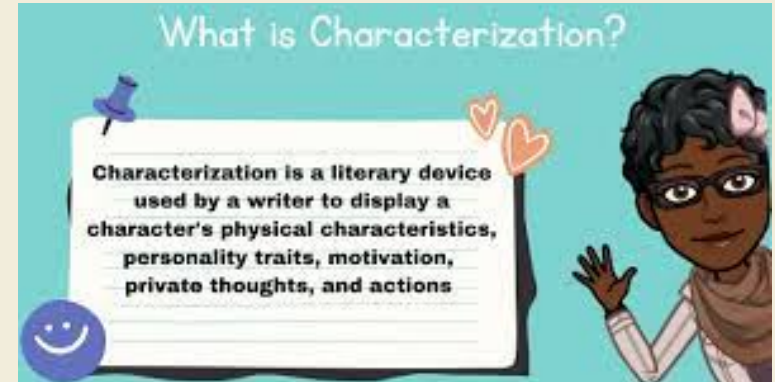 What is Characterization?
Characterization is a literary device
used by a writer to display a
character's physical characteristics,
personality traits, motivation,
private thoughts, and actions